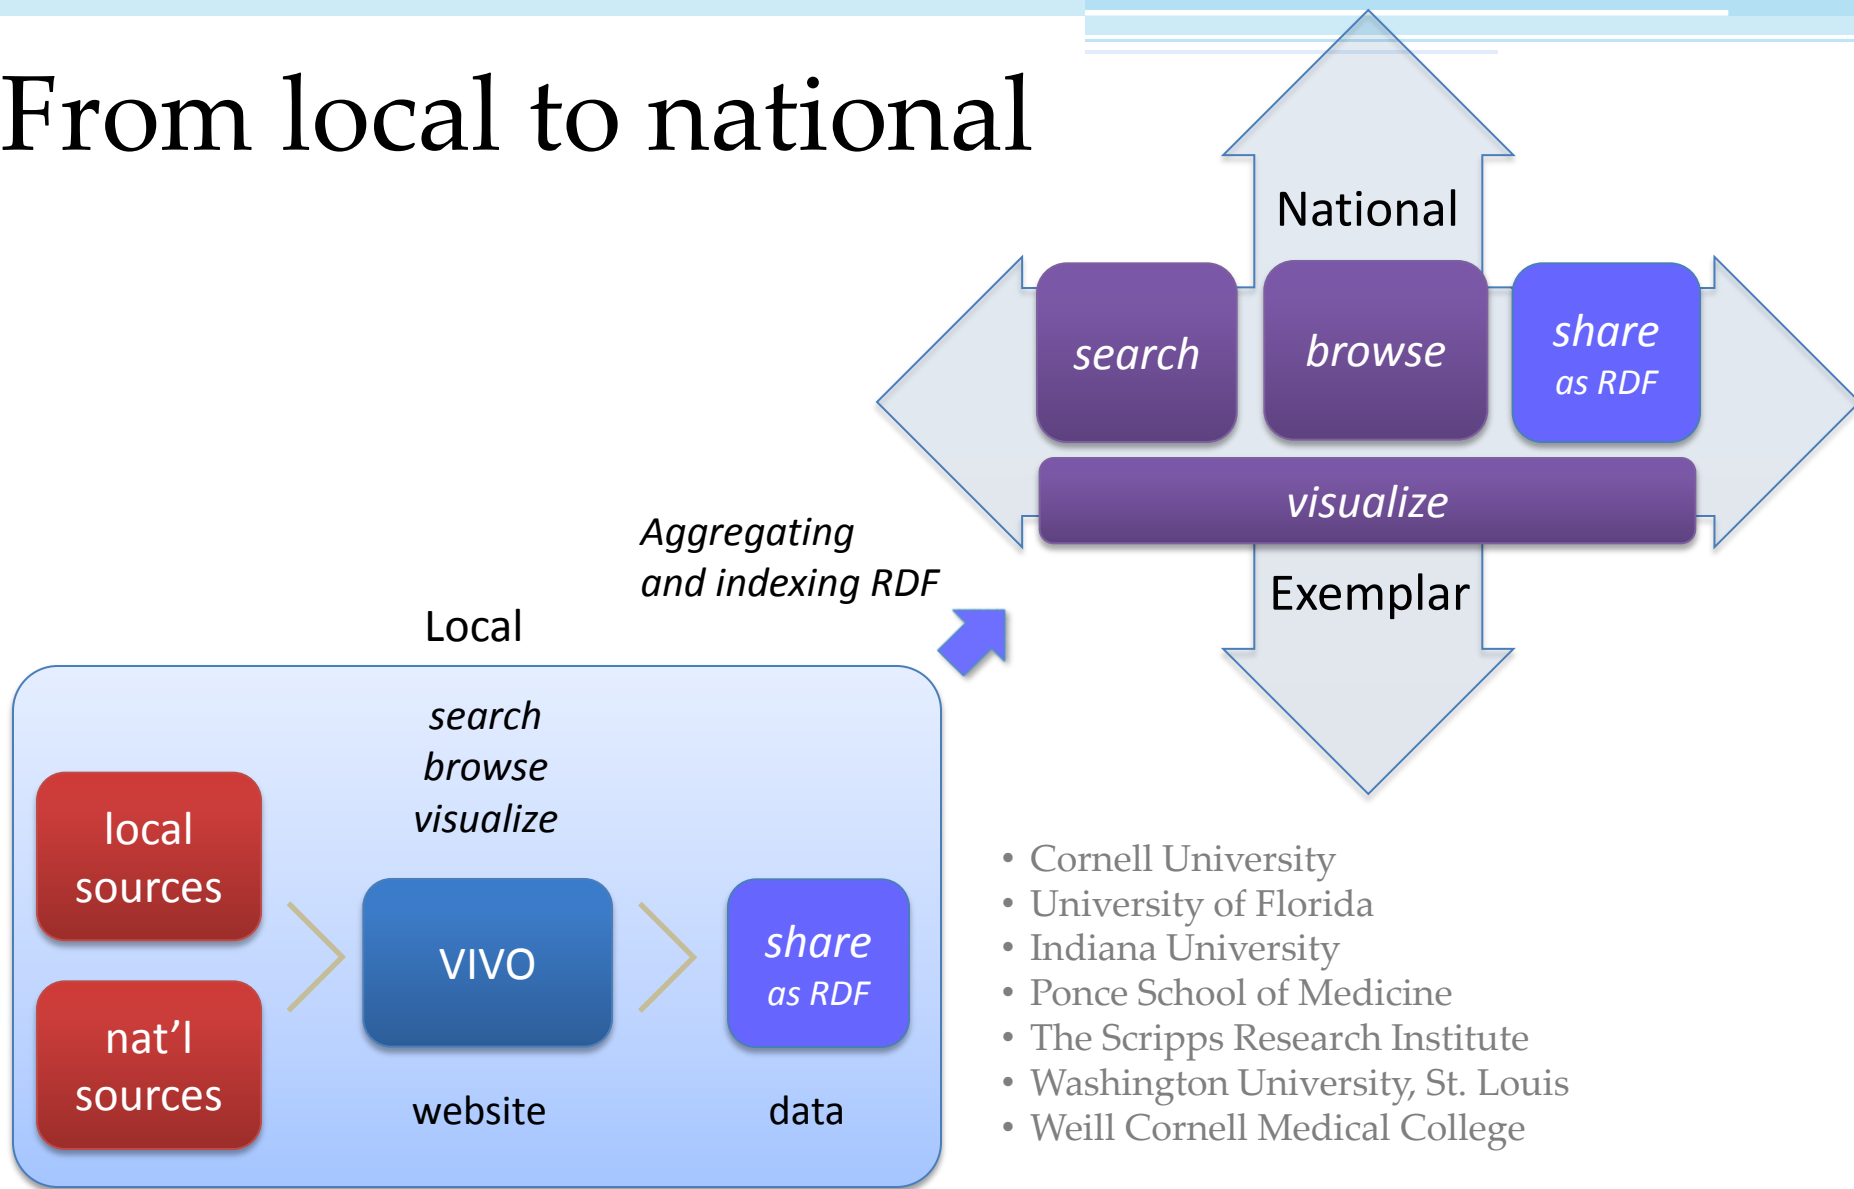 From local to national
National
search
browse
share
as RDF
visualize
Exemplar
Aggregating
and indexing RDF
Local
search
browse
visualize
local
sources
nat’l
sources
VIVO
share
as RDF
website
data
• Cornell University
• University of Florida
• Indiana University
• Ponce School of Medicine
• The Scripps Research Institute
• Washington University, St. Louis
• Weill Cornell Medical College